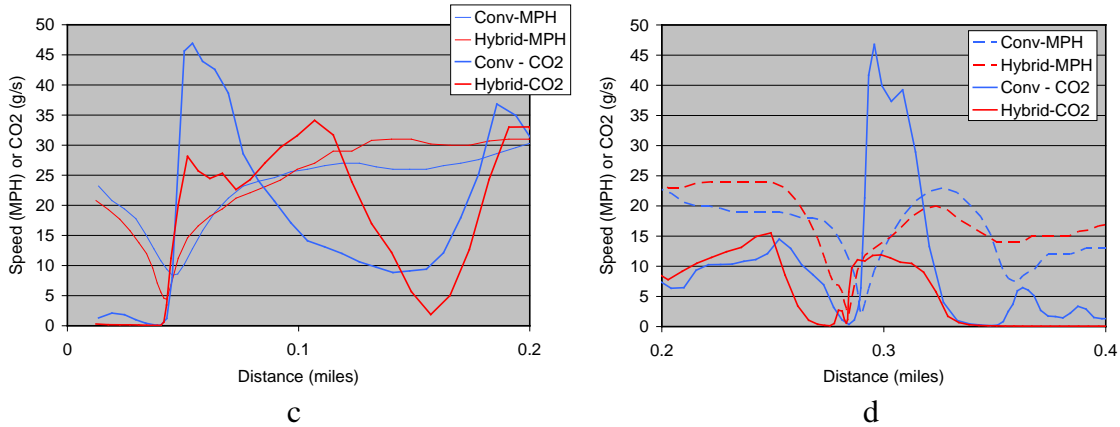 50
45
40
35
30
25
20
15
10
5
0
Speed (MPH) or CO2 (g/s)
0 0.1 0.2
Distance (miles)
Conv-MPH
Hybrid-MPH
Conv - CO2
Hybrid-CO2
c
50
45
40
35
30
25
20
15
10
5
0
Speed (MPH) or CO2 (g/s)
0.2 0.3 0.4
Distance (miles)
Conv-MPH
Hybrid-MPH
Conv - CO2
Hybrid-CO2
d